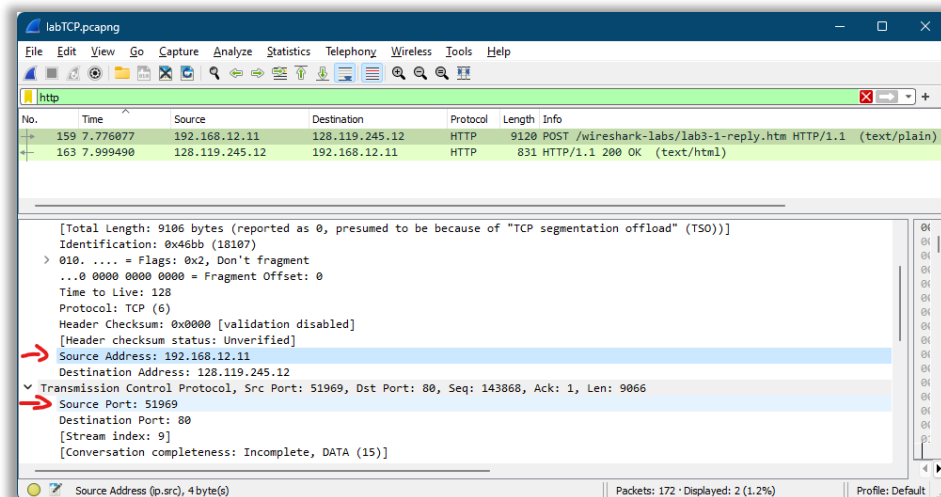 labTCP.pcapng
File Edit View Go Capture Analyze Statistics Telephony Wireless Tools Help
http
No. Time Source Destination Protocol Length Info
159 7.776077 192.168.12.11 128.119.245.12 HTTP 9120 POST /wireshark-labs/lab3-1-reply.htm HTTP/1.1 (text/plain)
163 7.999490 128.119.245.12 192.168.12.11 HTTP 831 HTTP/1.1 200 OK (text/html)
[Total Length: 9106 bytes (reported as 0, presumed to be because of "TCP segmentation offload" (TSO))]
Identification: 0x46bb (18107)
010. .... = Flags: 0x2, Don't fragment
...0 0000 0000 0000 = Fragment Offset: 0
Time to Live: 128
Protocol: TCP (6)
Header Checksum: 0x0000 [validation disabled]
[Header checksum status: Unverified]
Source Address: 192.168.12.11
Destination Address: 128.119.245.12
Transmission Control Protocol, Src Port: 51969, Dst Port: 80, Seq: 143868, Ack: 1, Len: 9066
Source Port: 51969
Destination Port: 80
[Stream index: 9]
[Conversation completeness: Incomplete, DATA (15)]
Source Address (ip.src), 4 byte(s) Packets: 172 · Displayed: 2 (1.2%) Profile: Default